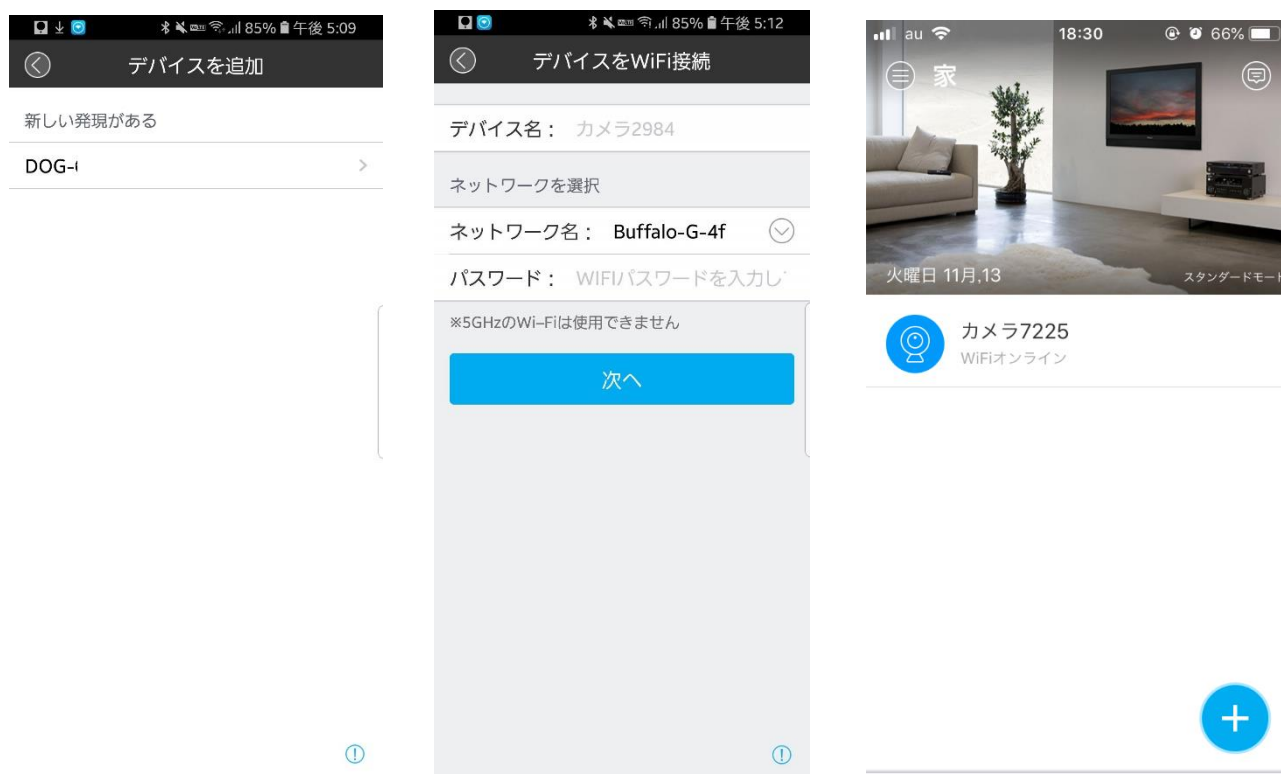 85% 午後 5:09
デバイスを追加
新しい発現がある
DOG-
85% 午後 5:12
デバイスをWiFi接続
デバイス名： カメラ2984
ネットワークを選択
ネットワーク名： Buffalo-G-4f
パスワード： WIFIパスワードを入力し
※5GHzのWi-Fiは使用できません
次へ
au 18:30 66%
家
火曜日 11月,13
スタンダードモード
カメラ7225
WiFiオンライン